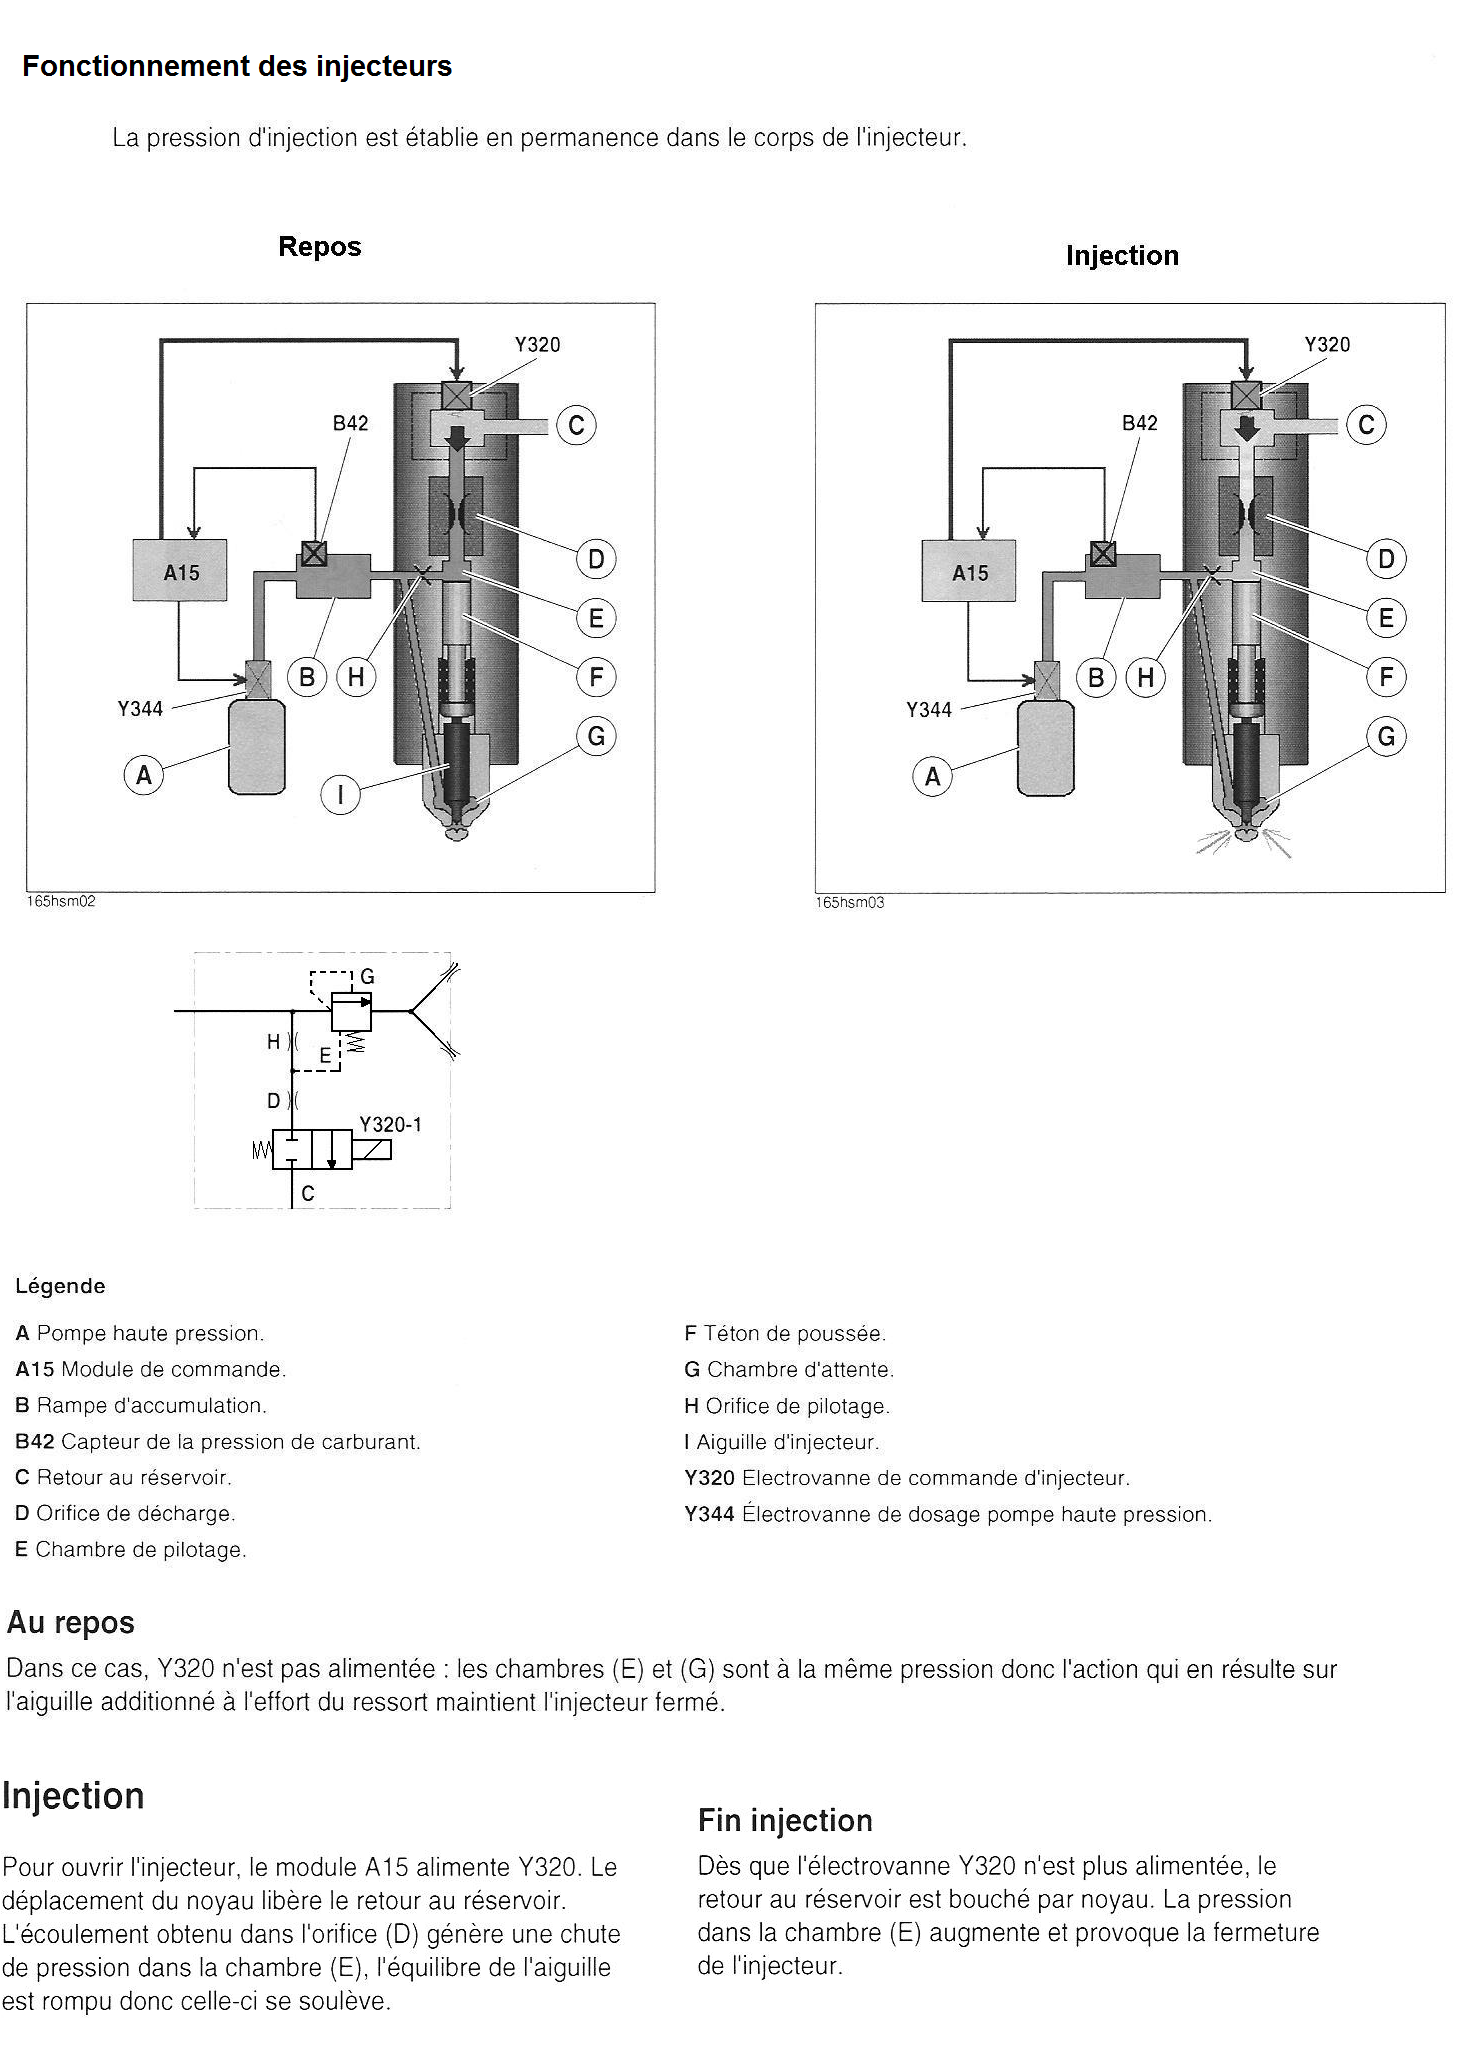 Fonctionnement des injecteurs
La pression d'injection est établie en permanence dans le corps de l'injecteur.
Repos
Injection
Y320
C
B42
D
A15
E
B
H
F
Y344
G
A
I
165hsm02
Y320
C
B42
D
A15
E
B
H
F
Y344
G
A
165hsm03
G
H
E
D
Y320-1
C
Légende
A Pompe haute pression.
A15 Module de commande.
B Rampe d'accumulation.
B42 Capteur de la pression de carburant.
C Retour au réservoir.
D Orifice de décharge.
E Chambre de pilotage.
F Téton de poussée.
G Chambre d'attente.
H Orifice de pilotage.
I Aiguille d'injecteur.
Y320 Electrovanne de commande d'injecteur.
Y344 Électrovanne de dosage pompe haute pression.
Au repos
Dans ce cas, Y320 n'est pas alimentée : les chambres (E) et (G) sont à la même pression donc l'action qui en résulte sur
l'aiguille additionné à l'effort du ressort maintient l'injecteur fermé.
Injection
Pour ouvrir l'injecteur, le module A15 alimente Y320. Le
déplacement du noyau libère le retour au réservoir.
L'écoulement obtenu dans l'orifice (D) génère une chute
de pression dans la chambre (E), l'équilibre de l'aiguille
est rompu donc celle-ci se soulève.
Fin injection
Dès que l'électrovanne Y320 n'est plus alimentée, le
retour au réservoir est bouché par noyau. La pression
dans la chambre (E) augmente et provoque la fermeture
de l'injecteur.